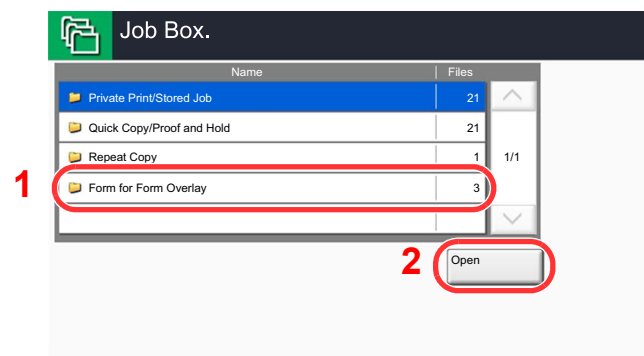 Job Box.
Name Files
Private Print/Stored Job 21
Quick Copy/Proof and Hold 21
Repeat Copy 1 1/1
1 Form for Form Overlay 3
2 Open